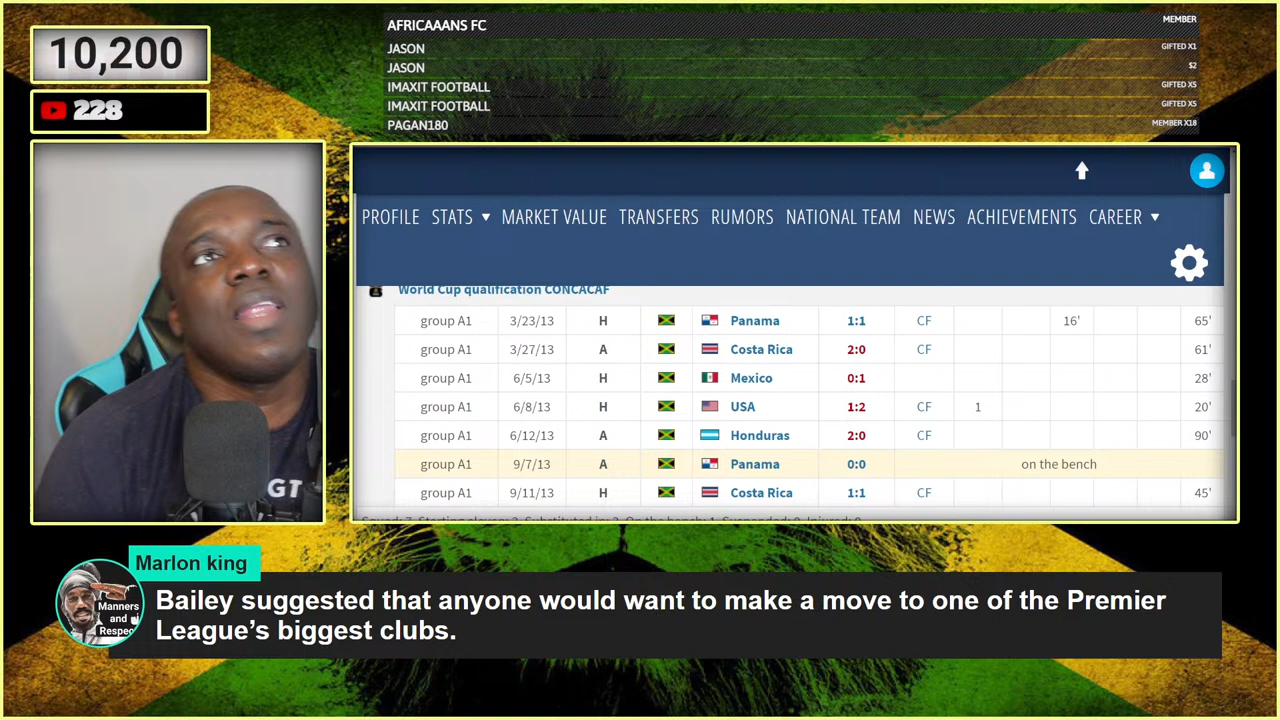 10,200
228
AFRICAAANS FC MEMBER
JASON GIFTED X1
JASON $2
IMAXIT FOOTBALL GIFTED X5
IMAXIT FOOTBALL GIFTED X5
PAGAN180 MEMBER X18
PROFILE STATS MARKET VALUE TRANSFERS RUMORS NATIONAL TEAM NEWS ACHIEVEMENTS CAREER
World Cup qualification CONCACAF
group A1 3/23/13 H Panama 1:1 CF 16' 65'
group A1 3/27/13 A Costa Rica 2:0 CF 61'
group A1 6/5/13 H Mexico 0:1 28'
group A1 6/8/13 H USA 1:2 CF 1 20'
group A1 6/12/13 A Honduras 2:0 CF 90'
group A1 9/7/13 A Panama 0:0 on the bench
group A1 9/11/13 H Costa Rica 1:1 CF 45'
GT
Marlon king
Manners
and
Bailey suggested that anyone would want to make a move to one of the Premier
League’s biggest clubs.